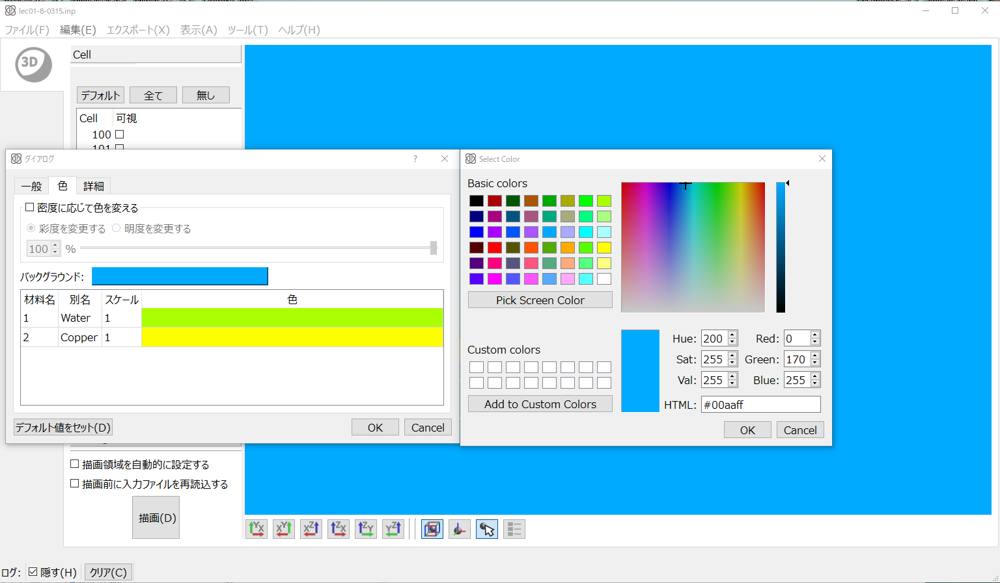 lec01-8-0315.inp
ファイル(F) 編集(E) エクスポート(X) 表示(A) ツール(T) ヘルプ(H)
3D
Cell
デフォルト 全て 無し
Cell 可視
100
101
ダイアログ ?
一般 色 詳細
密度に応じて色を変える
彩度を変更する 明度を変更する
100 %
バックグラウンド:
材料名 別名 スケール 色
1 Water 1
2 Copper 1
デフォルト値をセット(D) OK Cancel
Select Color
Basic colors
Pick Screen Color
Custom colors
Add to Custom Colors
Hue: 200 Red: 0
Sat: 255 Green: 170
Val: 255 Blue: 255
HTML: #00aaff
OK Cancel
描画領域を自動的に設定する
描画前に入力ファイルを再読込する
描画(D)
YX XY XZ ZX ZY YZ
ログ: 隠す(H) クリア(C)